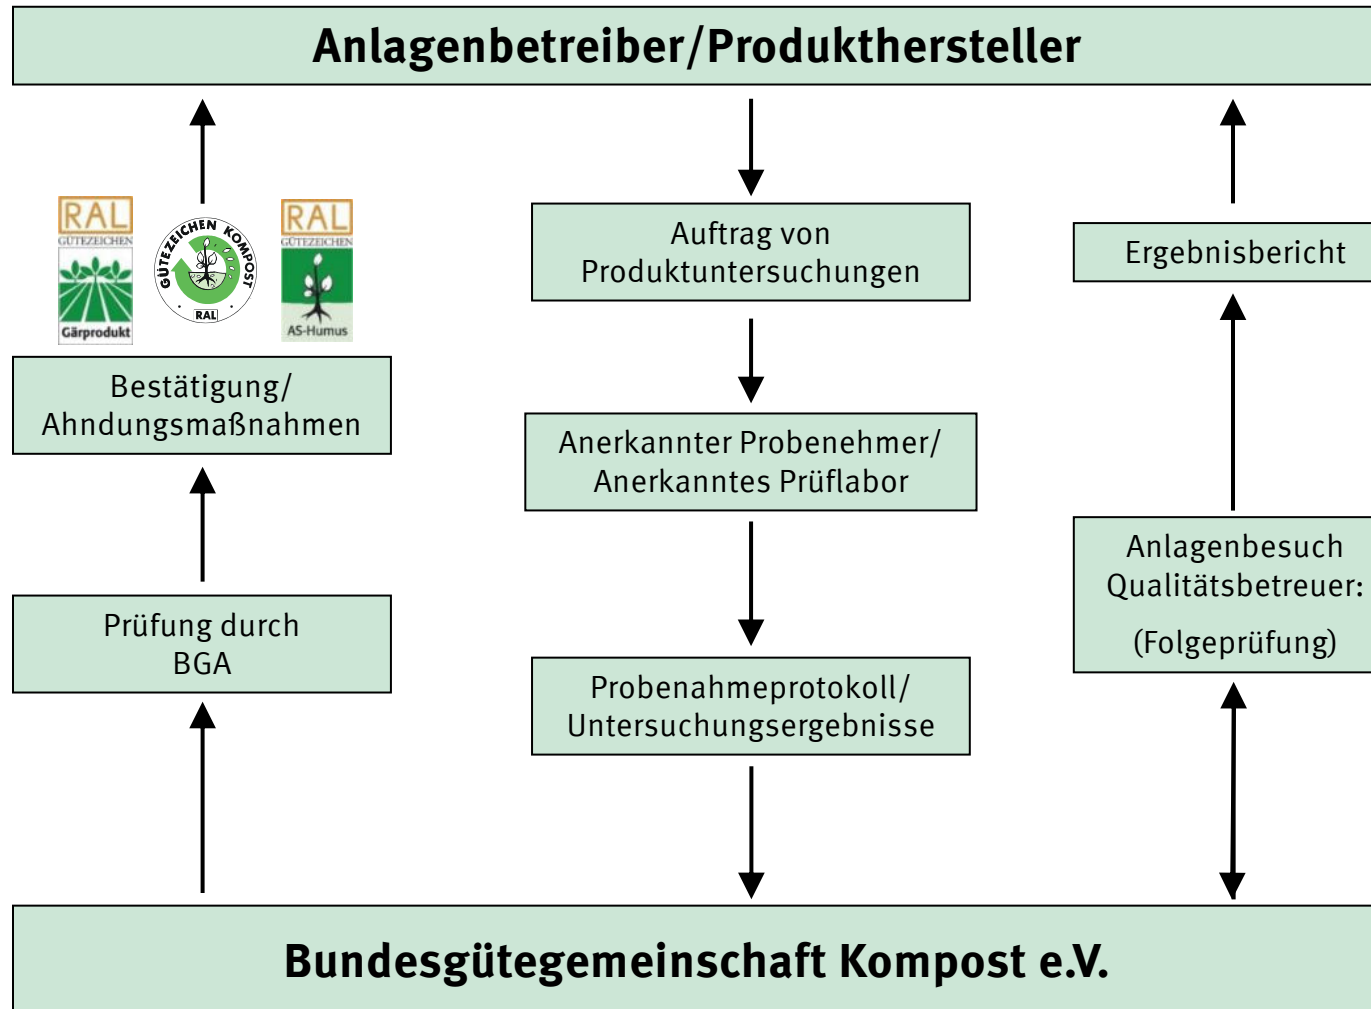 Anlagenbetreiber/Produkthersteller
RAL
GÜTEZEICHEN
Gärprodukt
GÜTEZEICHEN KOMPOST
RAL
RAL
GÜTEZEICHEN
AS-Humus
Bestätigung/
Ahndungsmaßnahmen
Prüfung durch
BGA
Auftrag von
Produktuntersuchungen
Anerkannter Probenehmer/
Anerkanntes Prüflabor
Probenahmeprotokoll/
Untersuchungsergebnisse
Ergebnisbericht
Anlagenbesuch
Qualitätsbetreuer:
(Folgeprüfung)
Bundesgütegemeinschaft Kompost e.V.